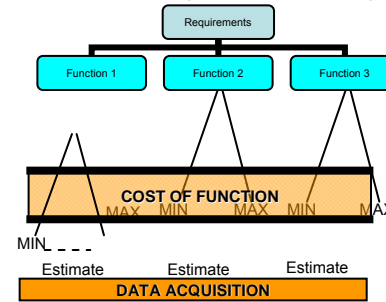 Requirements
Function 1
Function 2
Function 3
COST OF FUNCTION
MAX MIN MAX MIN MAX
MIN
Estimate Estimate Estimate
DATA ACQUISITION